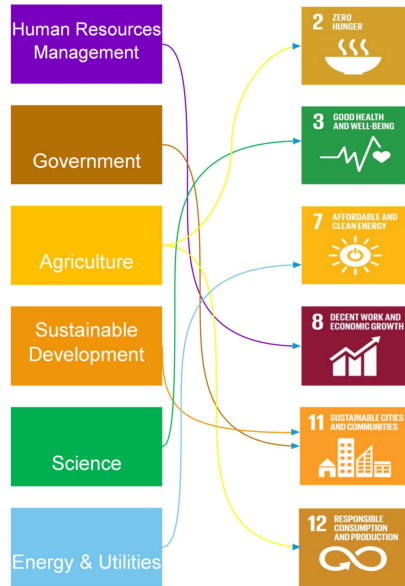 Human Resources
Management
Government
Agriculture
Sustainable
Development
Science
Energy & Utilities
2 ZERO
HUNGER
3 GOOD HEALTH
AND WELL-BEING
7 AFFORDABLE AND
CLEAN ENERGY
8 DECENT WORK AND
ECONOMIC GROWTH
11 SUSTAINABLE CITIES
AND COMMUNITIES
12 RESPONSIBLE
CONSUMPTION
AND PRODUCTION